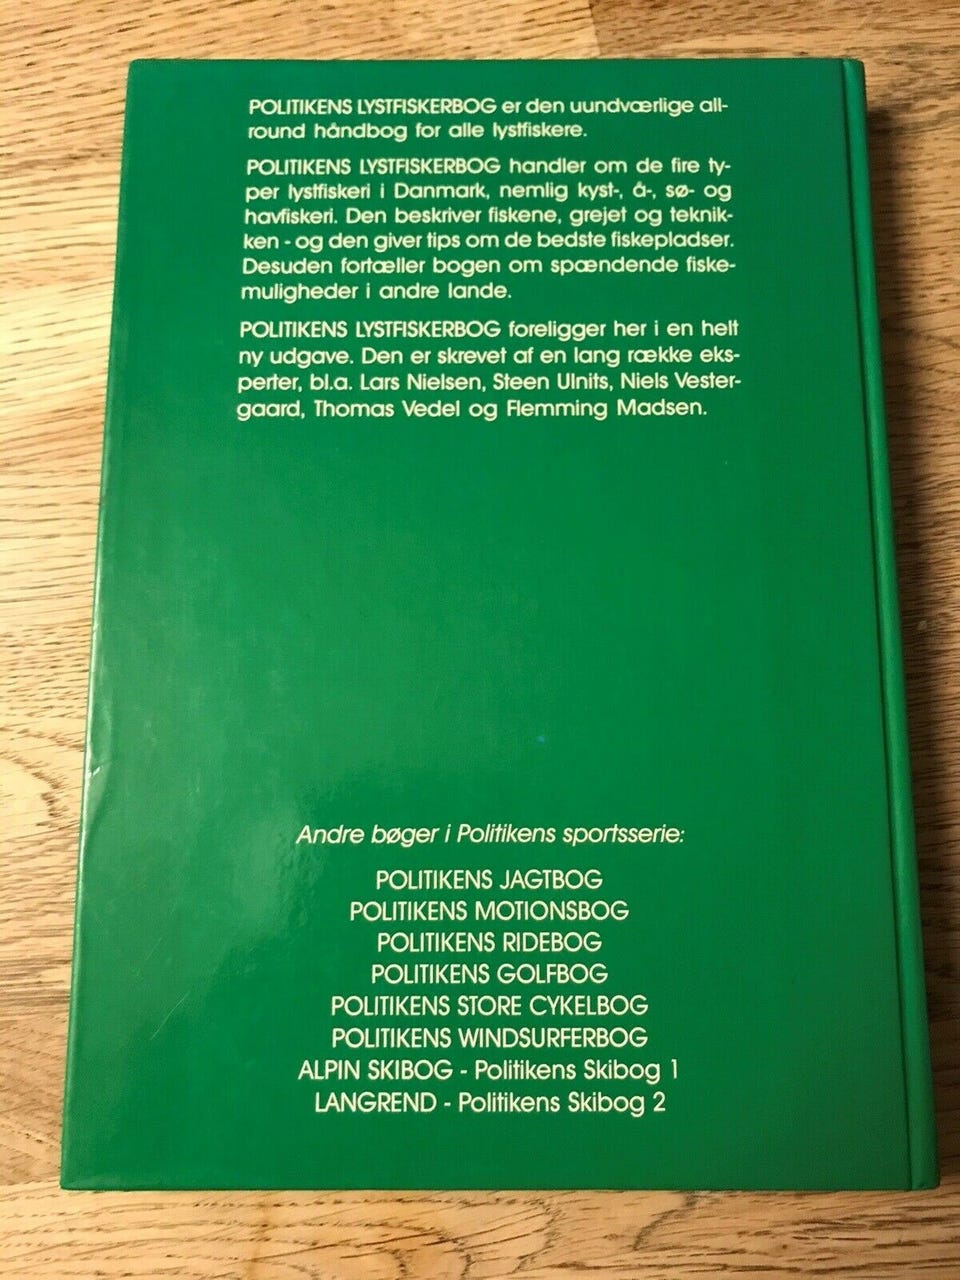 POLITIKENS LYSTFISKERBOG er den uundværlige all-
round håndbog for alle lystfiskere.
POLITIKENS LYSTFISKERBOG handler om de fire ty-
per lystfiskeri i Danmark, nemlig kyst-, å-, sø- og
havfiskeri. Den beskriver fiskene, grejet og teknik-
ken - og den giver tips om de bedste fiskepladser.
Desuden fortæller bogen om spændende fiske-
muligheder i andre lande.
POLITIKENS LYSTFISKERBOG foreligger her i en helt
ny udgave. Den er skrevet af en lang række eks-
perter, bl.a. Lars Nielsen, Steen Ulnits, Niels Vester-
gaard, Thomas Vedel og Flemming Madsen.
Andre bøger i Politikens sportsserie:
POLITIKENS JAGTBOG
POLITIKENS MOTIONSBOG
POLITIKENS RIDEBOG
POLITIKENS GOLFBOG
POLITIKENS STORE CYKELBOG
POLITIKENS WINDSURFERBOG
ALPIN SKIBOG - Politikens Skibog 1
LANGREND - Politikens Skibog 2